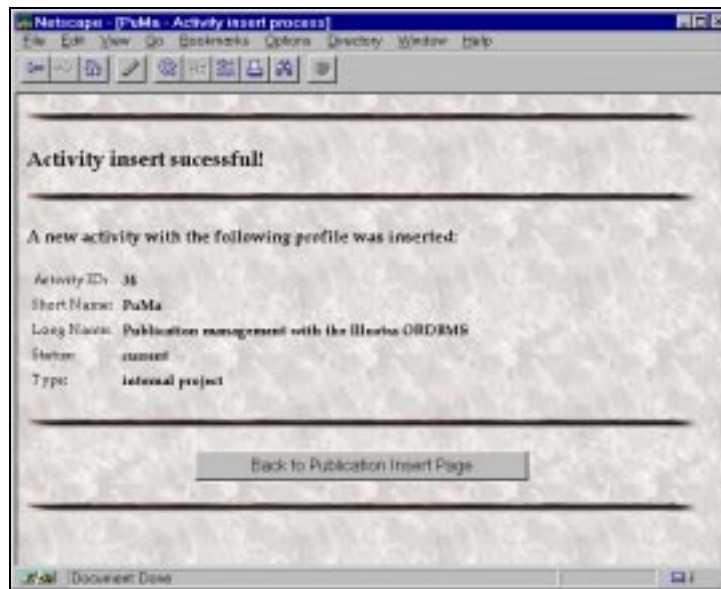 Netscape - [PuMa - Activity insert process]
File Edit View Go Bookmarks Options Directory Window Help
Activity insert sucessful!
A new activity with the following profile was inserted:
Activity ID:
Short Name: PuMa
Long Name: Publication management with the Illustra ORDBMS
Status: current
Type: internal project
Back to Publication Insert Page
Document Done